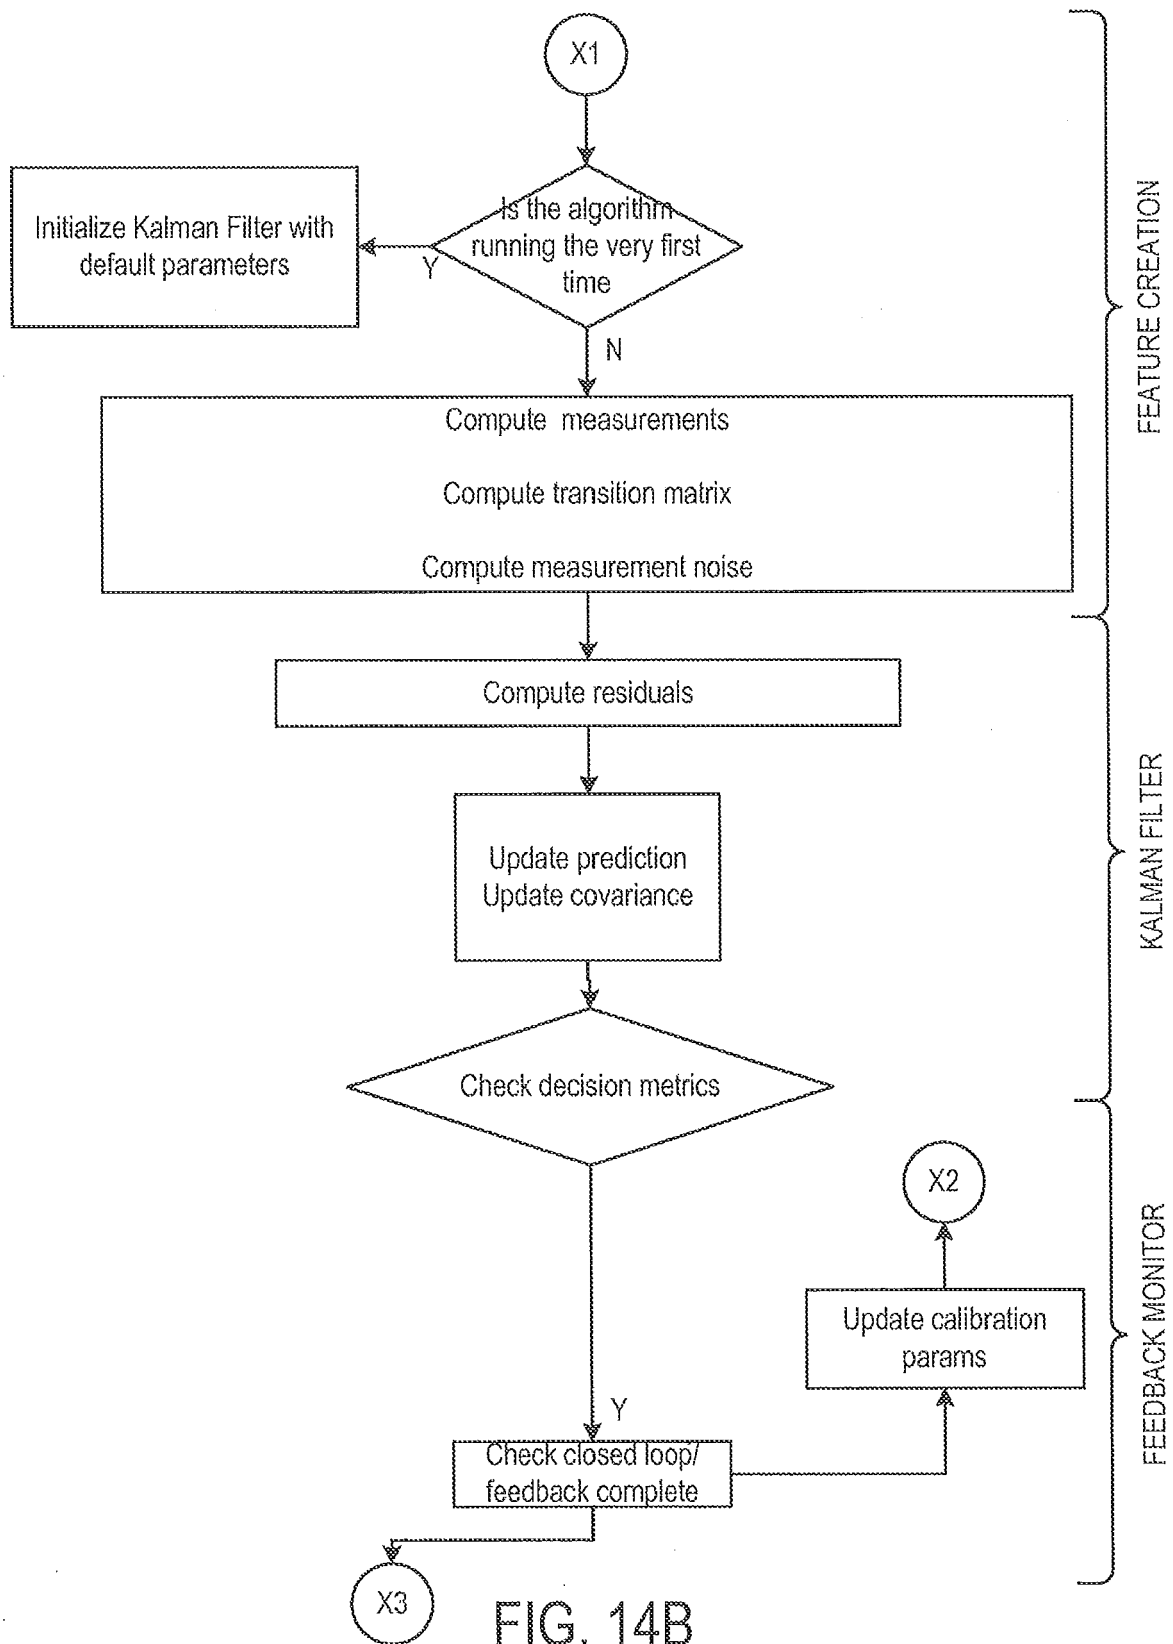 X1
Is the algorithm
running the very first
time
Y
Initialize Kalman Filter with
default parameters
N
Compute measurements
Compute transition matrix
Compute measurement noise
FEATURE CREATION
Compute residuals
Update prediction
Update covariance
Check decision metrics
KALMAN FILTER
Y
Check closed loop/
feedback complete
Update calibration
params
X2
X3
FEEDBACK MONITOR
FIG. 14B